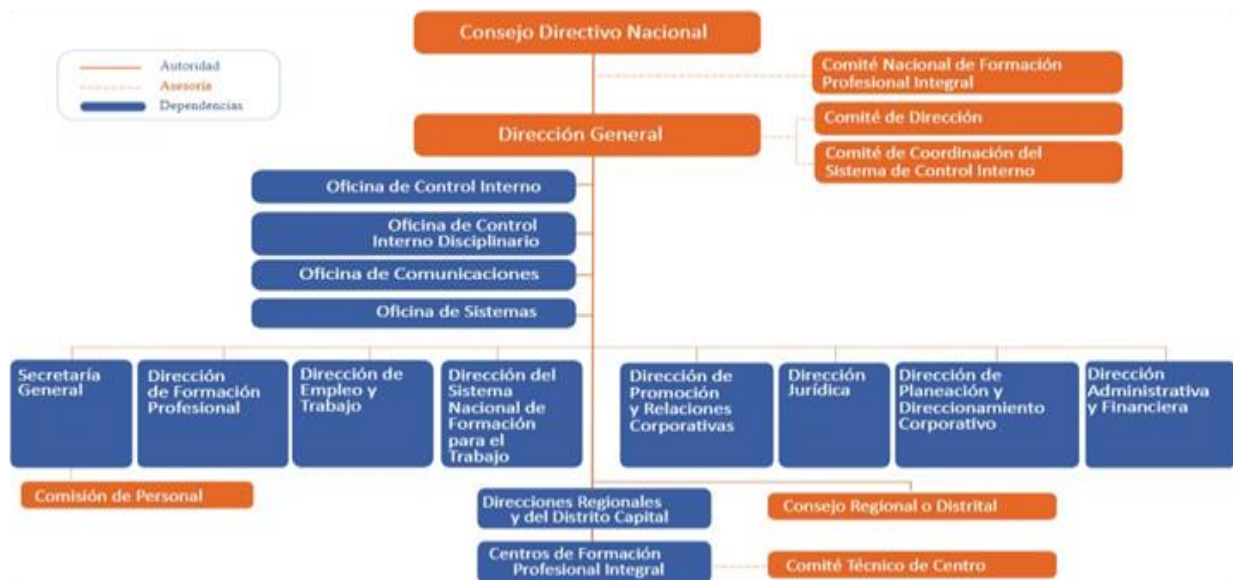 Consejo Directivo Nacional
Autoridad
Asesoría
Dependencias
Comité Nacional de Formación
Profesional Integral
Dirección General
Comité de Dirección
Comité de Coordinación del
Sistema de Control Interno
Oficina de Control Interno
Oficina de Control
Interno Disciplinario
Oficina de Comunicaciones
Oficina de Sistemas
Secretaría
General
Dirección
de Formación
Profesional
Dirección de
Empleo y
Trabajo
Dirección del
Sistema
Nacional de
Formación
para el
Trabajo
Dirección de
Promoción
y Relaciones
Corporativas
Dirección
Jurídica
Dirección de
Planeación y
Direccionamiento
Corporativo
Dirección
Administrativa
y Financiera
Comisión de Personal
Direcciones Regionales
y del Distrito Capital
Consejo Regional o Distrital
Centros de Formación
Profesional Integral
Comité Técnico de Centro